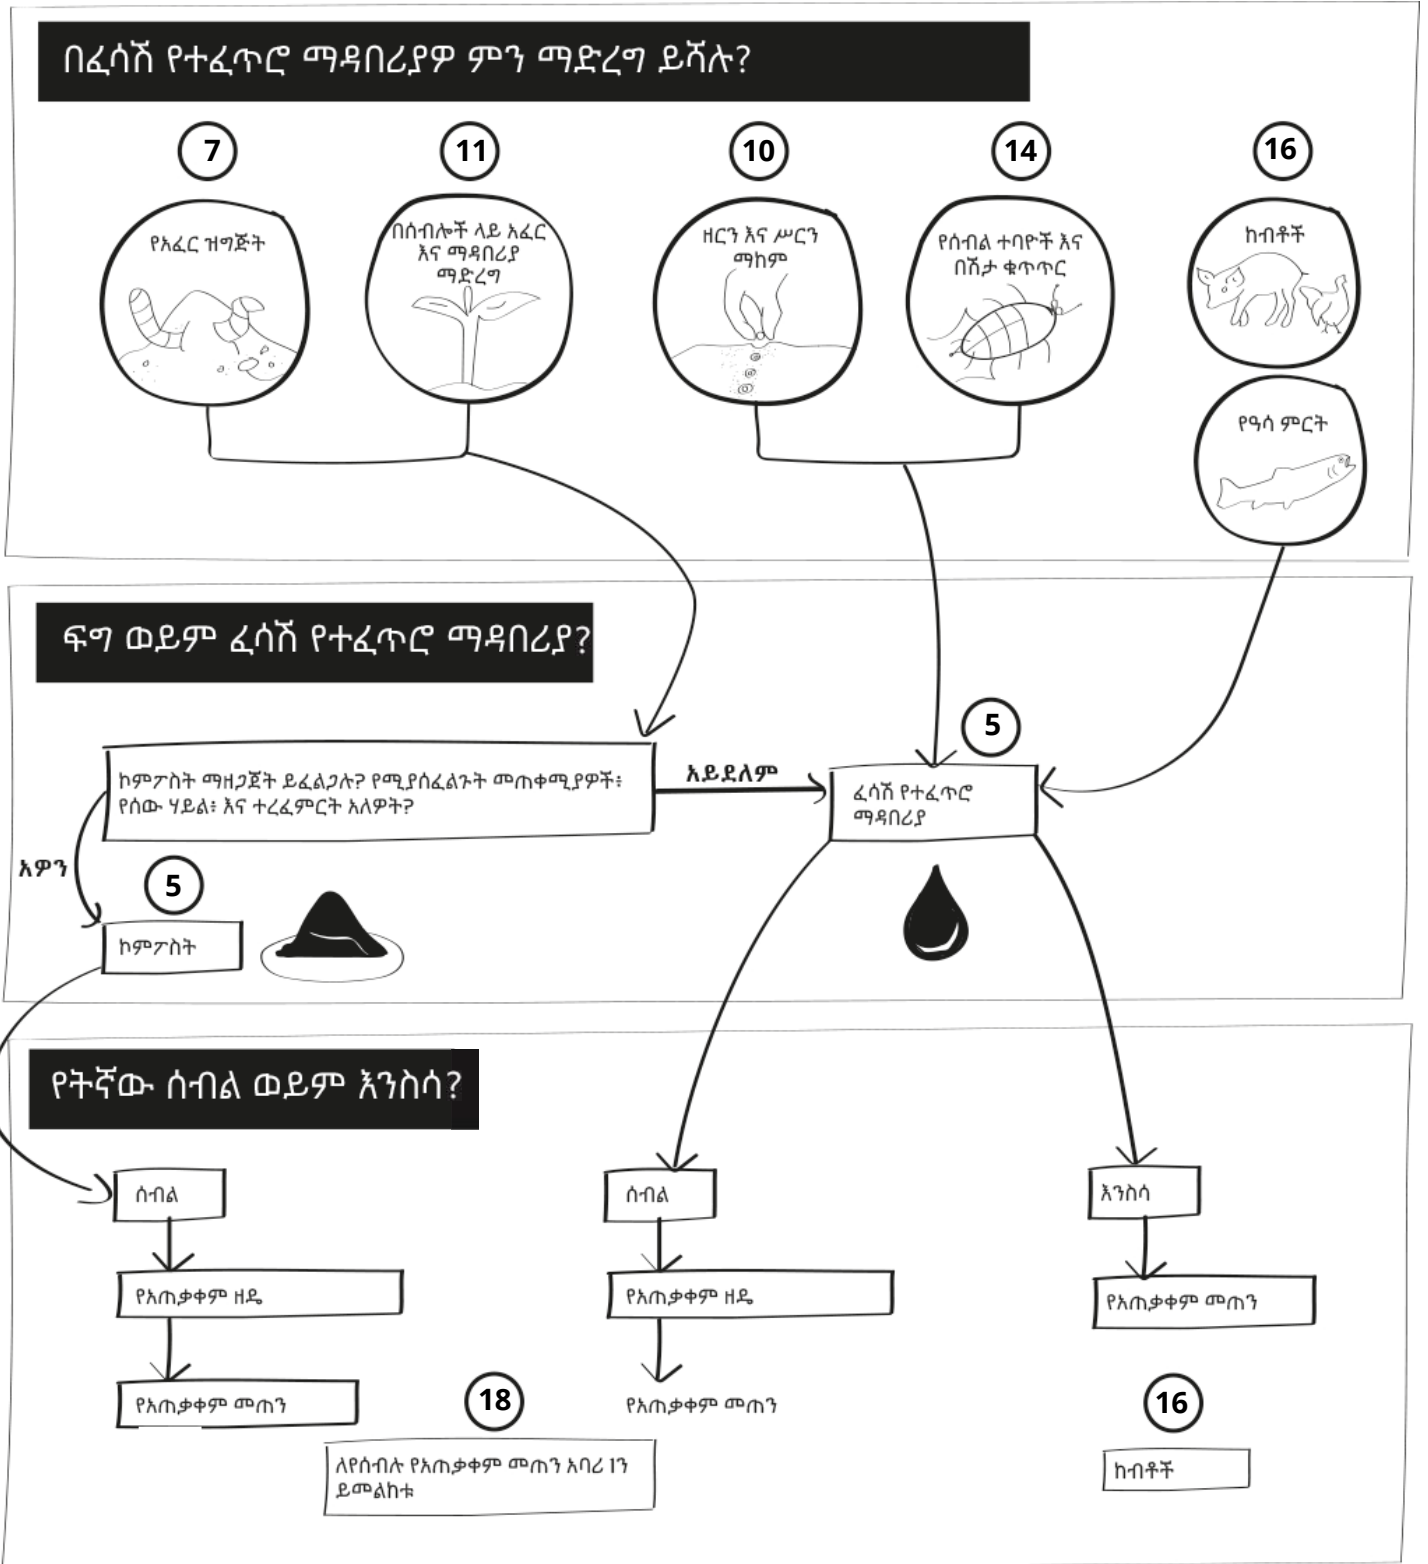 በፈሳሽ የተፈጥሮ ማዳበሪያዎ ምን ማድረግ ይሻሉ?
7
11
10
14
16
የአፈር ዝግጅት
በሰብሎች ላይ አፈር
እና ማዳበሪያ
ማድረግ
ዘርን እና ሥርን
ማከም
የሰብል ተባዮች እና
በሽታ ቁጥጥር
ከብቶች
የዓሳ ምርት
ፍግ ወይም ፈሳሽ የተፈጥሮ ማዳበሪያ?
5
ኮምፖስት ማዘጋጀት ይፈልጋሉ? የሚያሰፈልጉት መጠቀሚያዎች፥
የሰው ሃይል፥ እና ተረፈምርት አለዎት?
አይደለም
ፈሳሽ የተፈጥሮ
ማዳበሪያ
አዎን
5
ኮምፖስት
የትኛው ሰብል ወይም እንስሳ?
ሰብል
ሰብል
እንስሳ
የአጠቃቀም ዘዴ
የአጠቃቀም ዘዴ
የአጠቃቀም መጠን
የአጠቃቀም መጠን
18
የአጠቃቀም መጠን
16
ለየሰብሉ የአጠቃቀም መጠን አባሪ 1ን
ይመልከቱ
ከብቶች